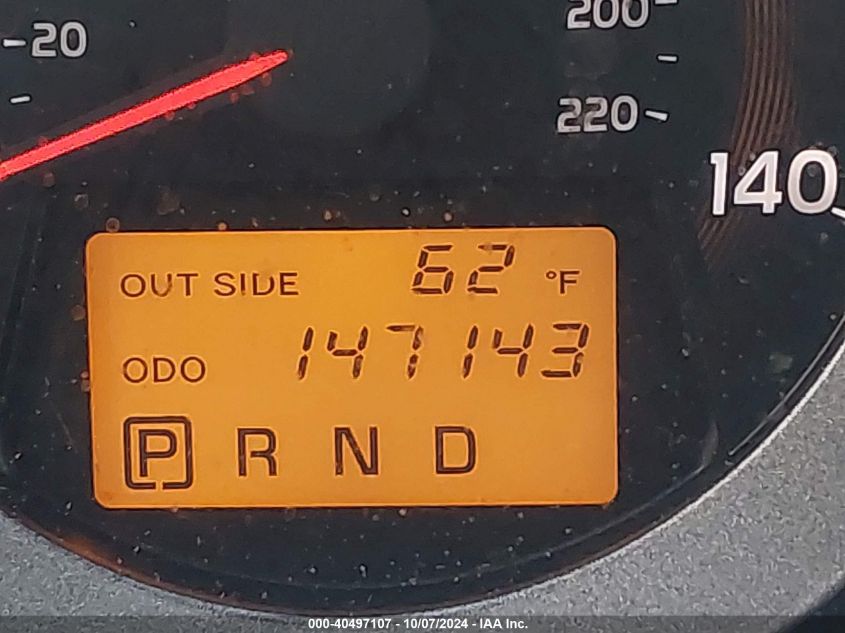 20
200
220
140
OUT SIDE 62 °F
ODO 147143
P R N D
000-40497107 - 10/07/2024 - IAA Inc.